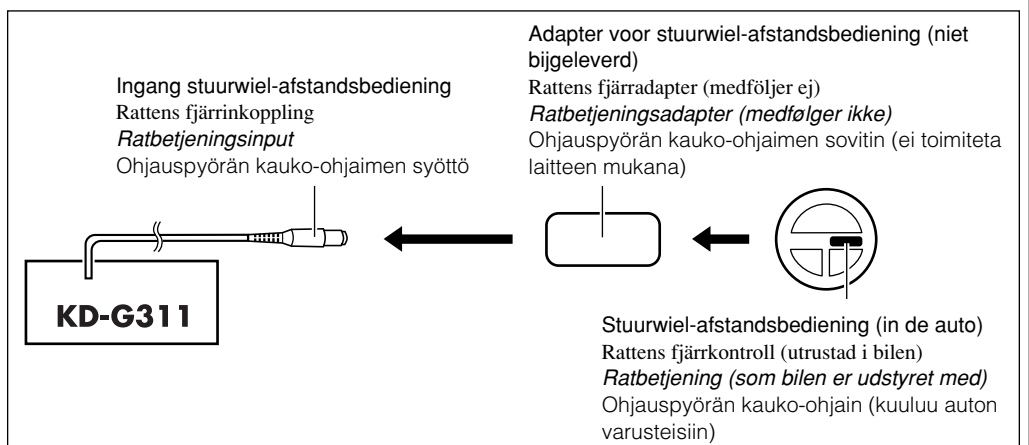 Ingang stuurwiel-afstandsbediening
Rattens fjärrinkoppling
Ratbetjeningsinput
Ohjauspyörän kauko-ohjaimen syöttö
Adapter voor stuurwiel-afstandsbediening (niet
bijgeleverd)
Rattens fjärradapter (medföljer ej)
Ratbetjeningsadapter (medfølger ikke)
Ohjauspyörän kauko-ohjaimen sovitin (ei toimiteta
laitteen mukana)
KD-G311
Stuurwiel-afstandsbediening (in de auto)
Rattens fjärrkontroll (utrustad i bilen)
Ratbetjening (som bilen er udstyret med)
Ohjauspyörän kauko-ohjain (kuuluu auton
varusteisiin)